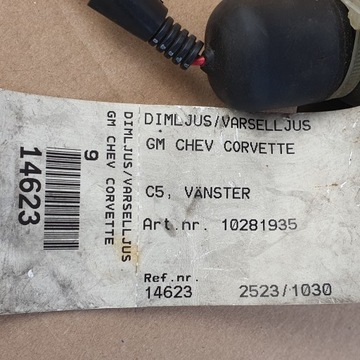 DIMLJUS/VARSELLJUS
GM CHEV CORVETTE
C5, VÄNSTER
Art.nr. 10281935
Ref.nr.
14623 2523/1030
DIMLJUS/VARSELLJUS
GM CHEV CORVETTE
9
14623